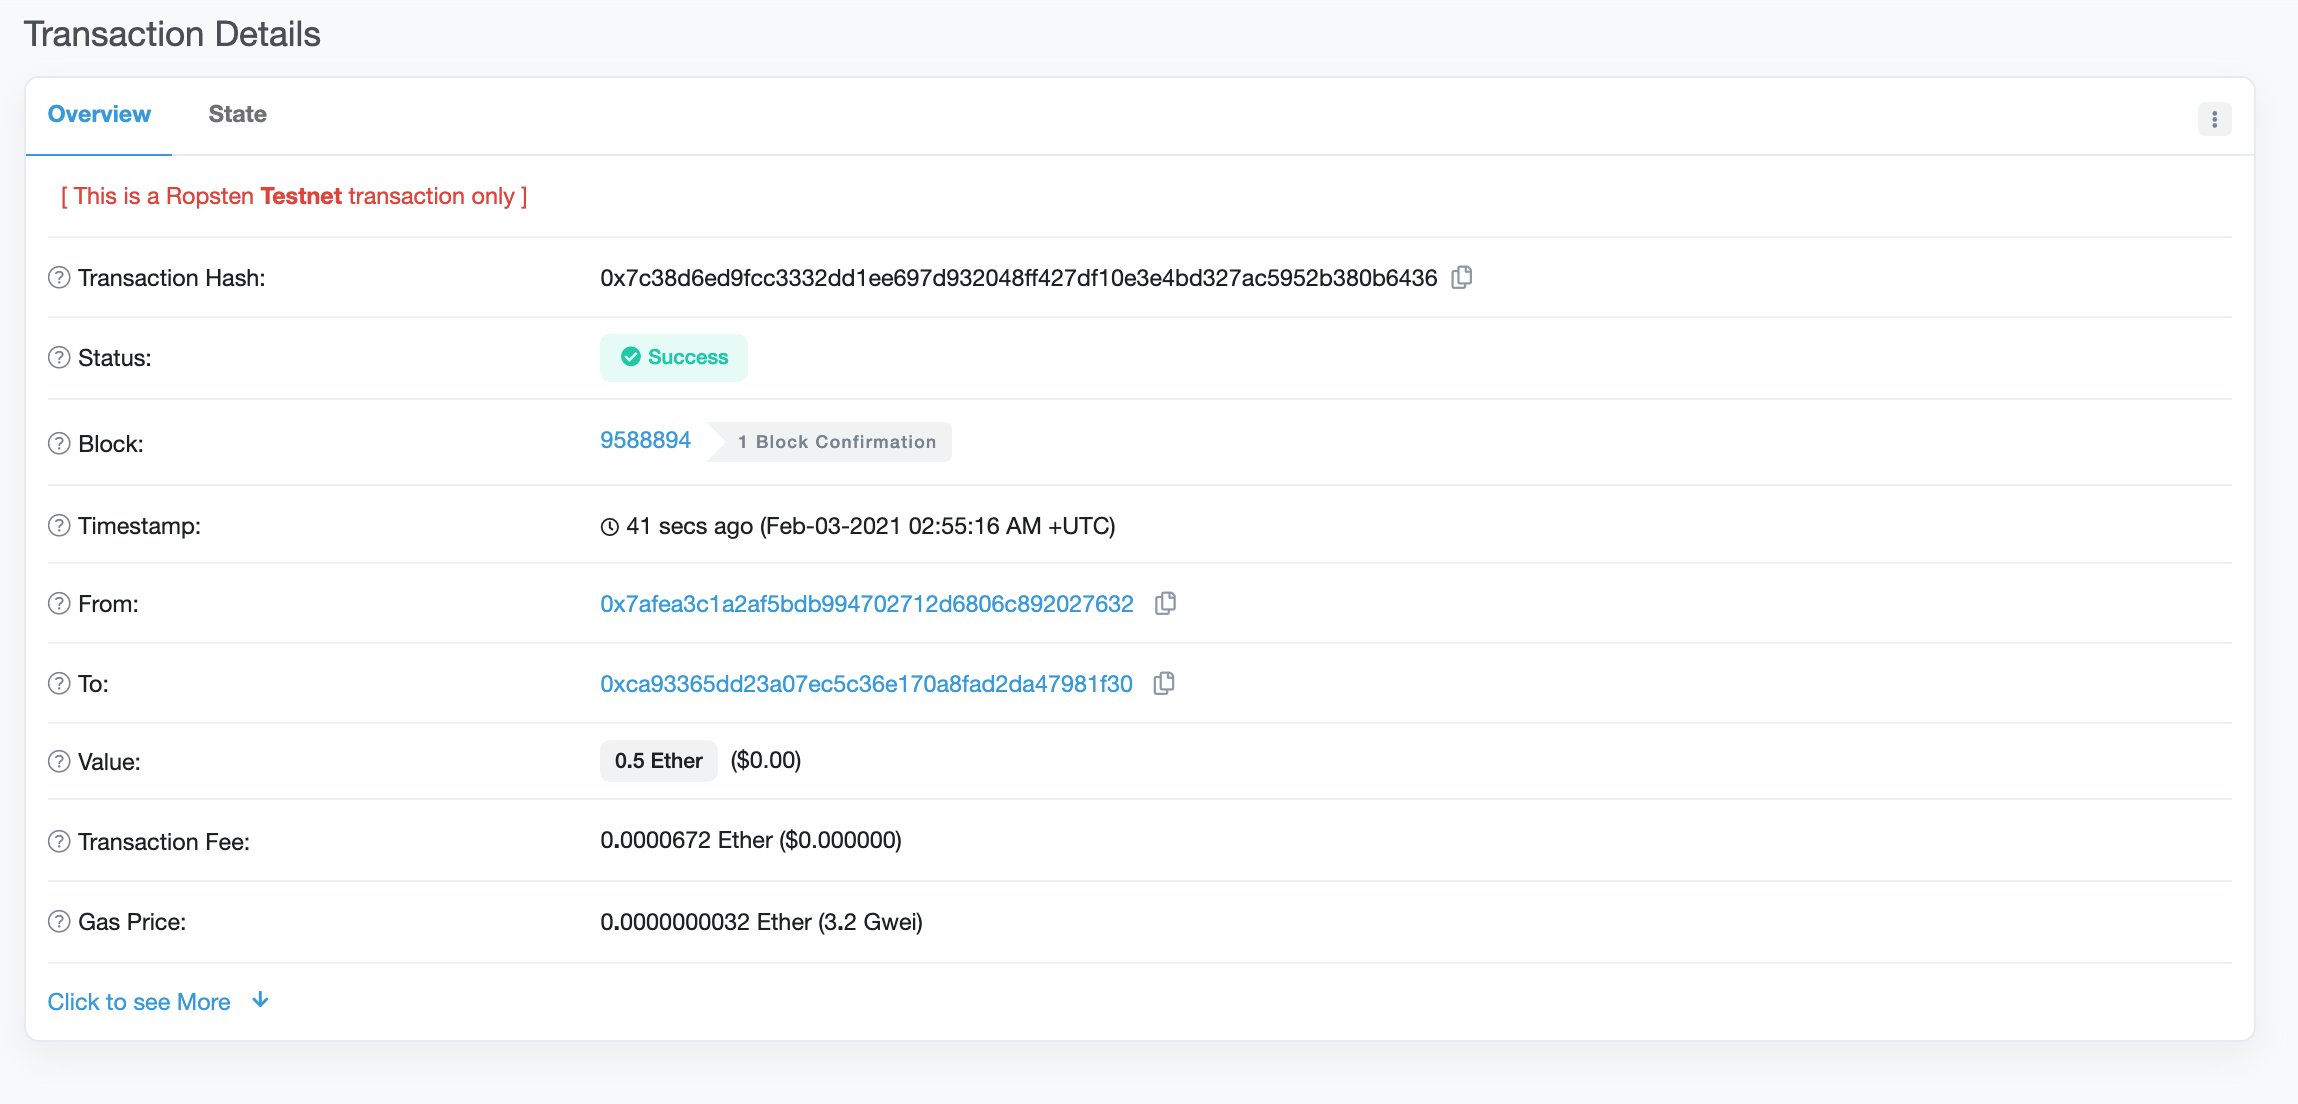 Transaction Details
Overview State
[ This is a Ropsten Testnet transaction only ]
Transaction Hash: 0x7c38d6ed9fcc3332dd1ee697d932048ff427df10e3e4bd327ac5952b380b6436
Status: Success
Block: 9588894 1 Block Confirmation
Timestamp: 41 secs ago (Feb-03-2021 02:55:16 AM +UTC)
From: 0x7afea3c1a2af5bdb994702712d6806c892027632
To: 0xca93365dd23a07ec5c36e170a8fad2da47981f30
Value: 0.5 Ether ($0.00)
Transaction Fee: 0.0000672 Ether ($0.000000)
Gas Price: 0.0000000032 Ether (3.2 Gwei)
Click to see More